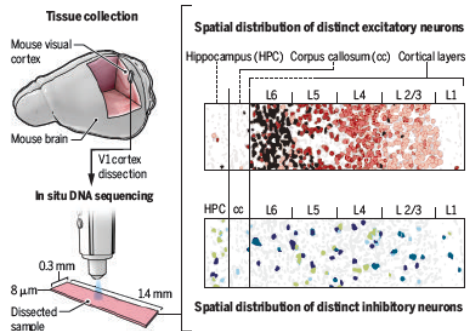 Tissue collection
Mouse visual
cortex
Mouse brain
V1 cortex
dissection
In situ DNA sequencing
0.3 mm
8 µm
1.4 mm
Dissected
sample
Spatial distribution of distinct excitatory neurons
Hippocampus (HPC) Corpus callosum (cc) Cortical layers
L6 L5 L4 L 2/3 L1
HPC cc L6 L5 L4 L 2/3 L1
Spatial distribution of distinct inhibitory neurons